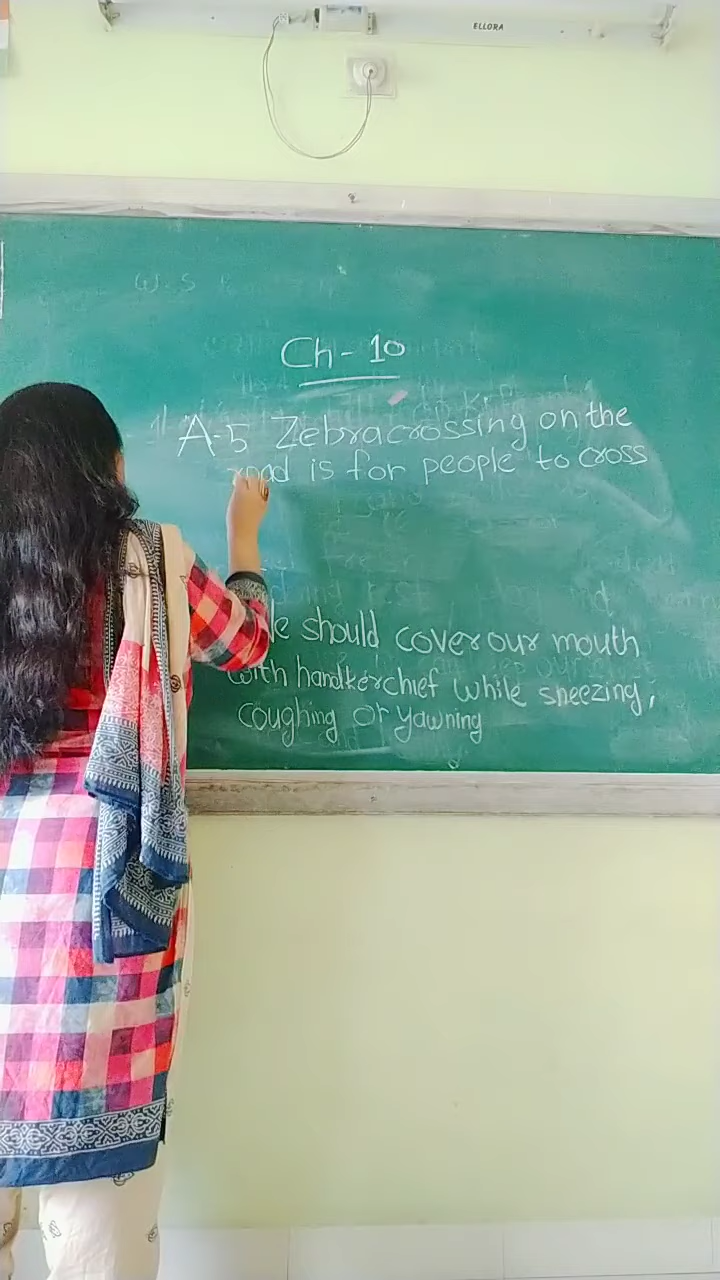 ELLORA
W.S
Ch - 10
A-5 Zebracrossing on the
road is for people to cross
should cover our mouth
with handkerchief while sneezing,
coughing or yawning